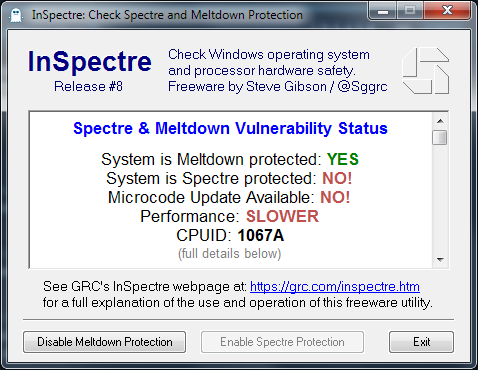 InSpectre: Check Spectre and Meltdown Protection
InSpectre
Release #8
Check Windows operating system
and processor hardware safety.
Freeware by Steve Gibson / @Sggrc
Spectre & Meltdown Vulnerability Status
System is Meltdown protected: YES
System is Spectre protected: NO!
Microcode Update Available: NO!
Performance: SLOWER
CPUID: 1067A
(full details below)
See GRC's InSpectre webpage at: https://grc.com/inspectre.htm
for a full explanation of the use and operation of this freeware utility.
Disable Meltdown Protection
Enable Spectre Protection
Exit